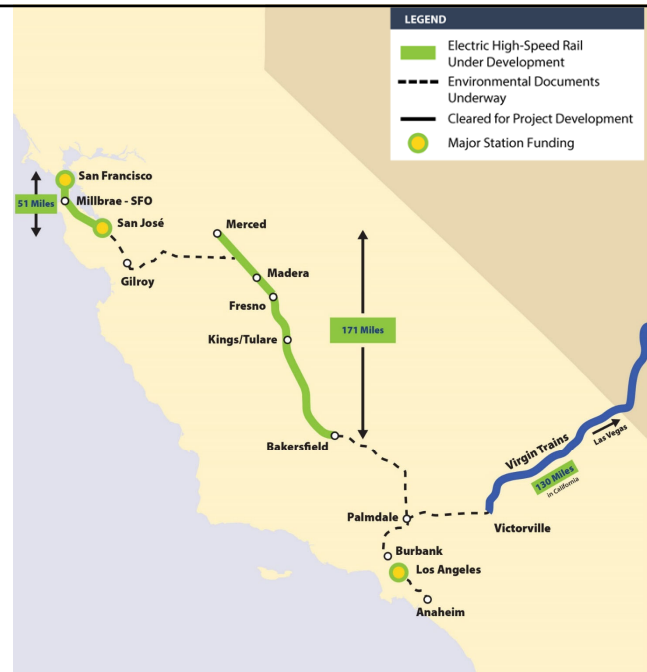 LEGEND
Electric High-Speed Rail
Under Development
Environmental Documents
Underway
Cleared for Project Development
Major Station Funding
San Francisco
51 Miles
Millbrae - SFO
San José
Merced
Gilroy
Madera
Fresno
171 Miles
Kings/Tulare
Bakersfield
Virgin Trains
Las Vegas
130 Miles
in California
Palmdale
Victorville
Burbank
Los Angeles
Anaheim